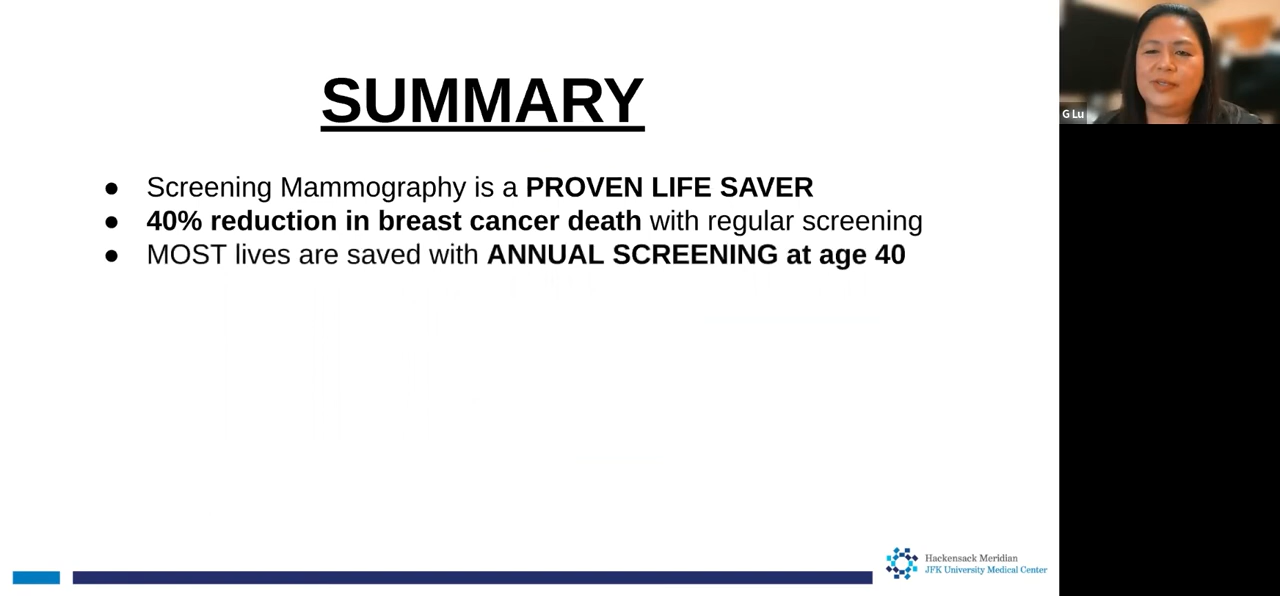 SUMMARY
● Screening Mammography is a PROVEN LIFE SAVER
● 40% reduction in breast cancer death with regular screening
● MOST lives are saved with ANNUAL SCREENING at age 40
G Lu
Hackensack Meridian
JFK University Medical Center